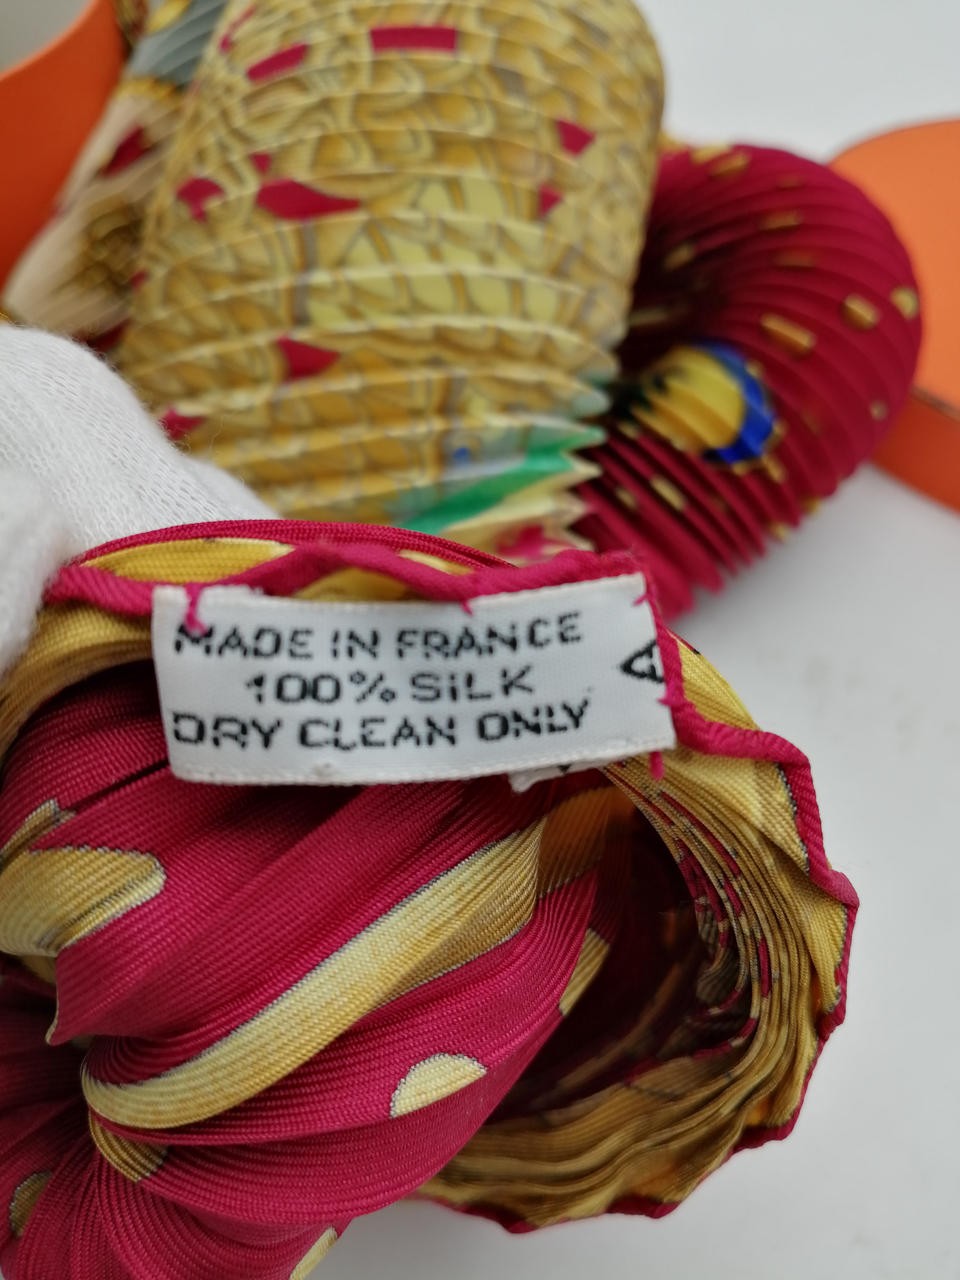 MADE IN FRANCE
100% SiLK
DRY CLEAN ONLY
A